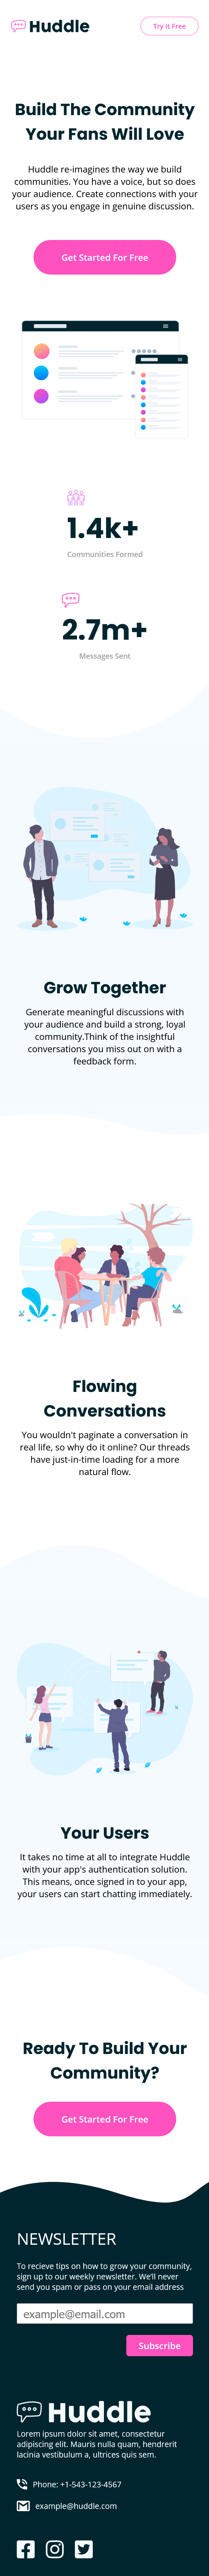 Huddle
Try It Free
Build The Community
Your Fans Will Love
Huddle re-imagines the way we build
communities. You have a voice, but so does
your audience. Create connections with your
users as you engage in genuine discussion.
Get Started For Free
1.4k+
Communities Formed
2.7m+
Messages Sent
Grow Together
Generate meaningful discussions with
your audience and build a strong, loyal
community.Think of the insightful
conversations you miss out on with a
feedback form.
Flowing
Conversations
You wouldn't paginate a conversation in
real life, so why do it online? Our threads
have just-in-time loading for a more
natural flow.
Your Users
It takes no time at all to integrate Huddle
with your app's authentication solution.
This means, once signed in to your app,
your users can start chatting immediately.
Ready To Build Your
Community?
Get Started For Free
NEWSLETTER
To recieve tips on how to grow your community,
sign up to our weekly newsletter. We'll never
send you spam or pass on your email address
example@email.com
Subscribe
Huddle
Lorem ipsum dolor sit amet, consectetur
adipiscing elit. Mauris nulla quam, hendrerit
lacinia vestibulum a, ultrices quis sem.
Phone: +1-543-123-4567
example@huddle.com